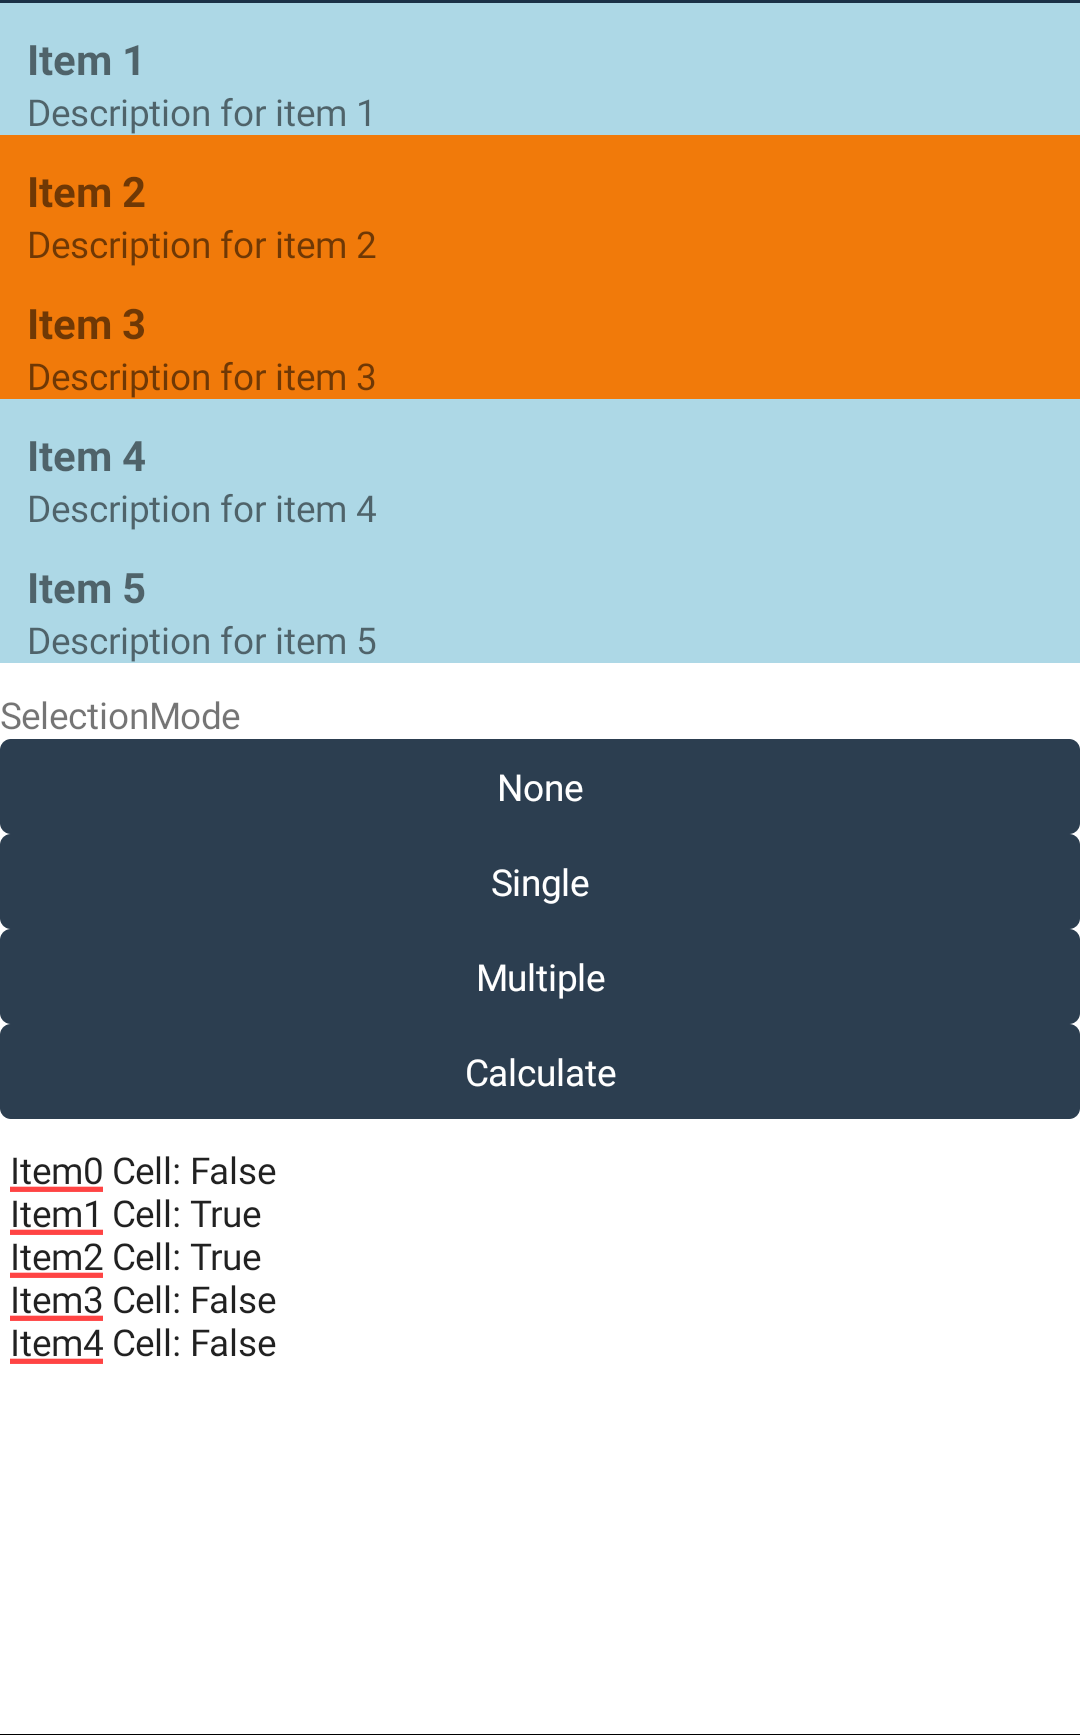 Item 1
Description for item 1
Item 2
Description for item 2
Item 3
Description for item 3
Item 4
Description for item 4
Item 5
Description for item 5
SelectionMode
None
Single
Multiple
Calculate
Item0 Cell: False
Item1 Cell: True
Item2 Cell: True
Item3 Cell: False
Item4 Cell: False